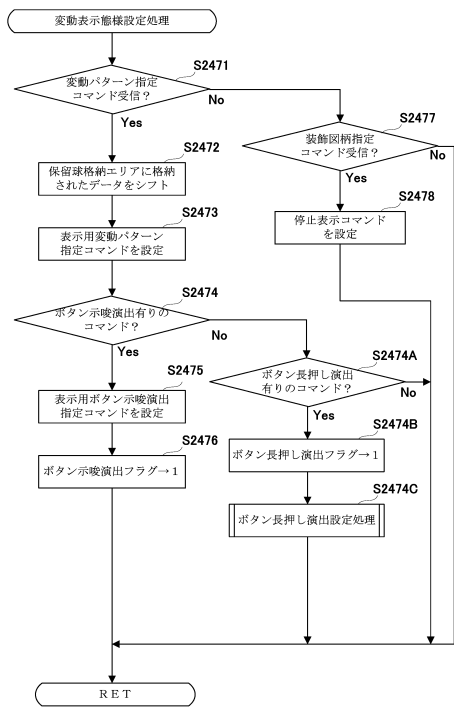 変動表示態様設定処理
S2471
変動パターン指定
コマンド受信？
No
Yes
S2477
装飾図柄指定
コマンド受信？
No
Yes
S2472
保留球格納エリアに格納
されたデータをシフト
S2478
停止表示コマンド
を設定
S2473
表示用変動パターン
指定コマンドを設定
S2474
ボタン示唆演出有りの
コマンド？
No
Yes
S2474A
ボタン長押し演出
有りのコマンド？
No
Yes
S2475
表示用ボタン示唆演出
指定コマンドを設定
S2474B
ボタン長押し演出フラグ→１
S2476
ボタン示唆演出フラグ→１
S2474C
ボタン長押し演出設定処理
ＲＥＴ